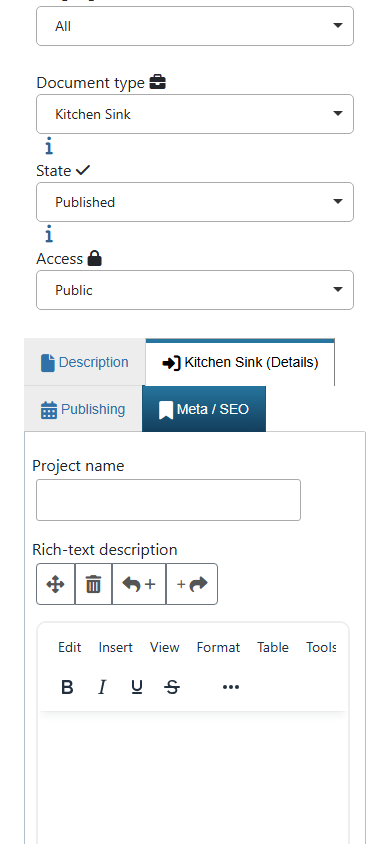 All
Document type
Kitchen Sink
i
State
Published
i
Access
Public
Description
Kitchen Sink (Details)
Publishing
Meta / SEO
Project name
Rich-text description
+ +
Edit Insert View Format Table Tools
B I U S ...